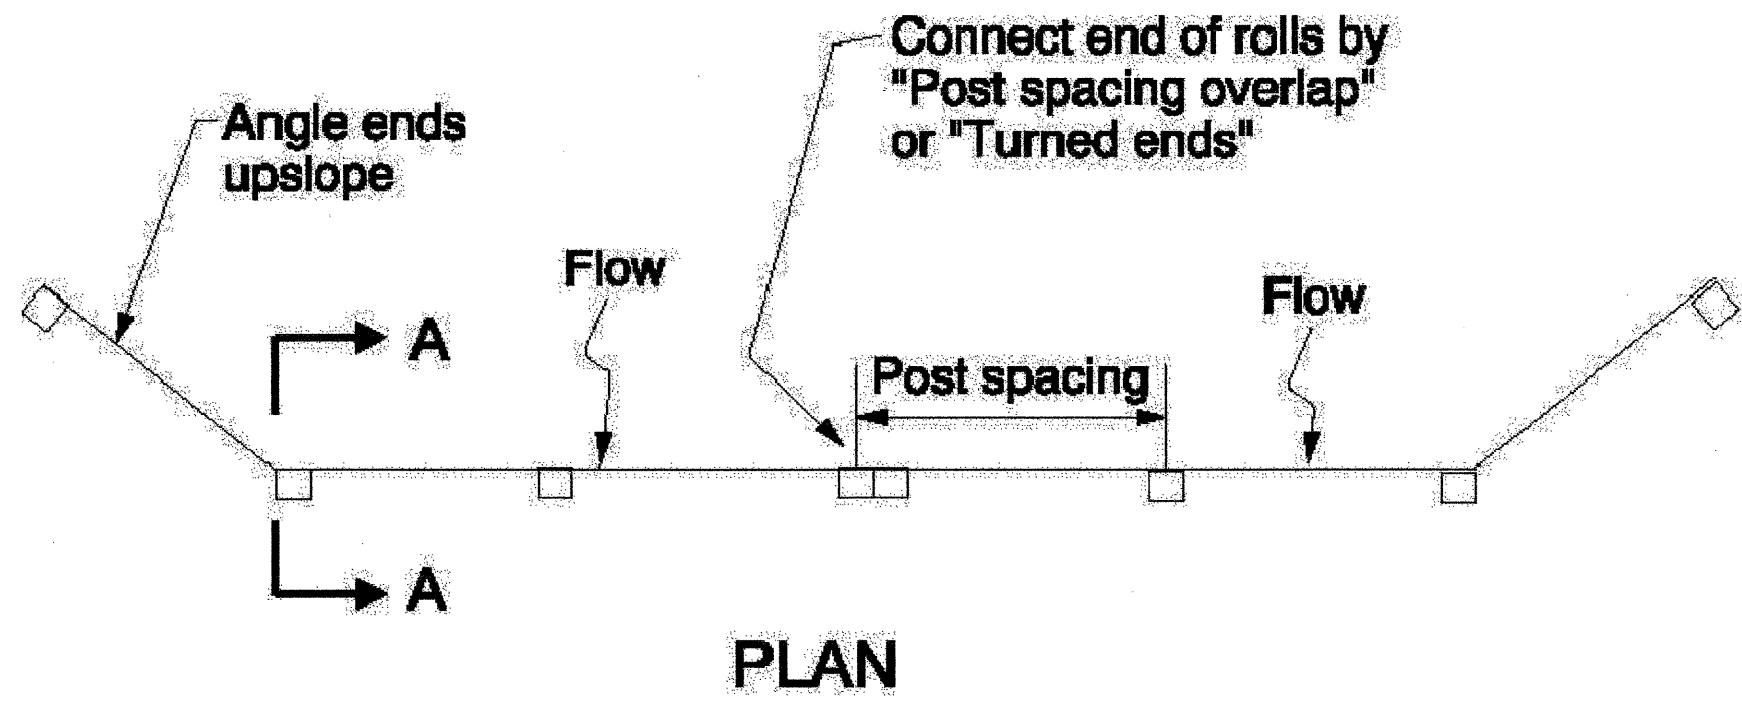 Connect end of rolls by
"Post spacing overlap"
or "Turned ends"
Angle ends
upslope
Flow
Flow
A
Post spacing
A
PLAN